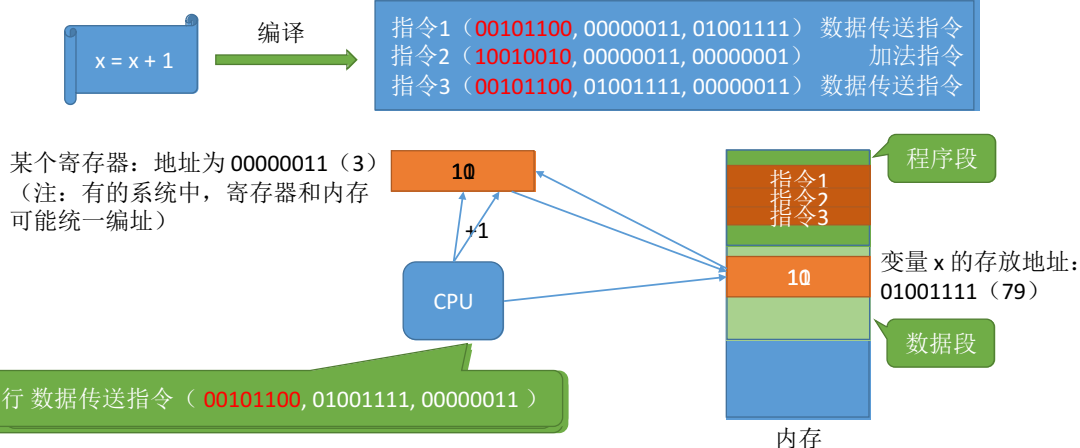 x = x + 1
编译
指令1（00101100, 00000011, 01001111） 数据传送指令
指令2（10010010, 00000011, 00000001） 加法指令
指令3（00101100, 01001111, 00000011） 数据传送指令
某个寄存器：地址为 00000011（3）
（注：有的系统中，寄存器和内存
可能统一编址）
+1
CPU
程序段
指令1
指令2
指令3
变量 x 的存放地址：
01001111（79）
数据段
行 数据传送指令（ 00101100, 01001111, 00000011 ）
内存